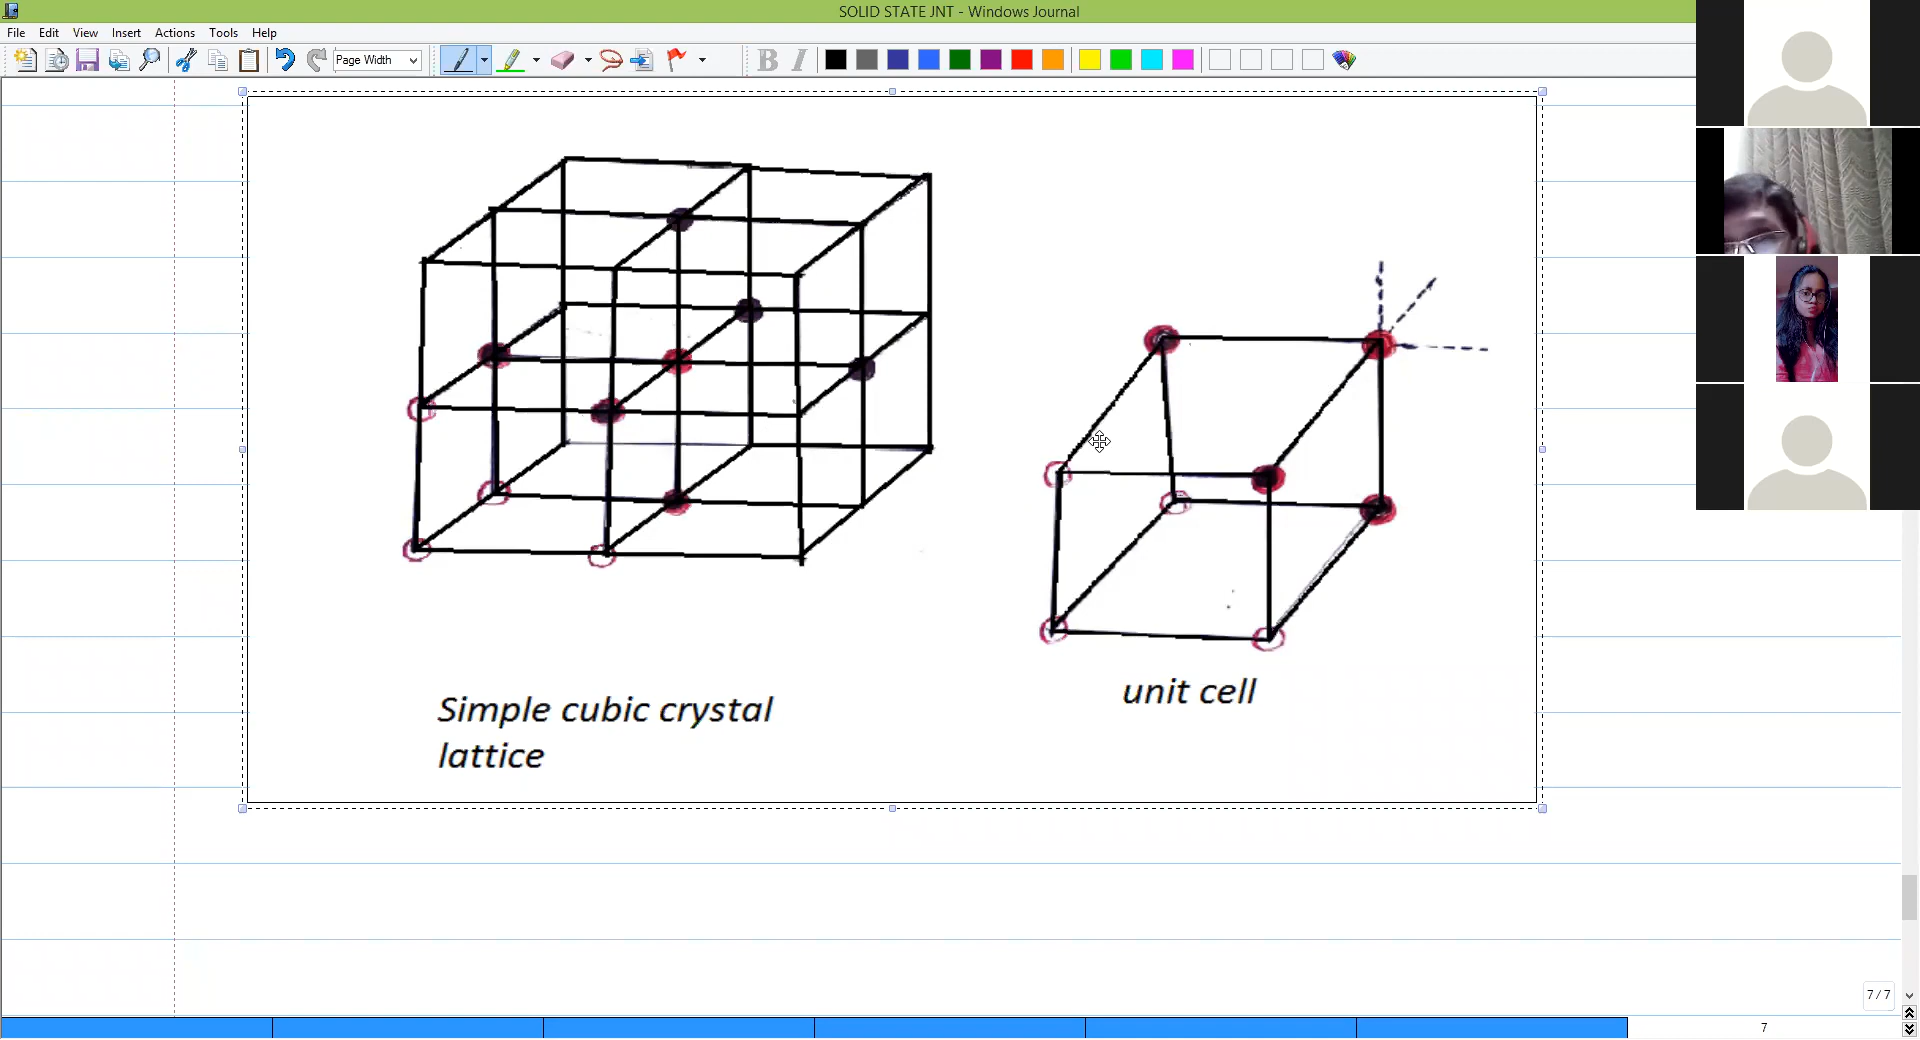 SOLID STATE JNT - Windows Journal
File Edit View Insert Actions Tools Help
Page Width
Simple cubic crystal
lattice
unit cell
7 / 7
7